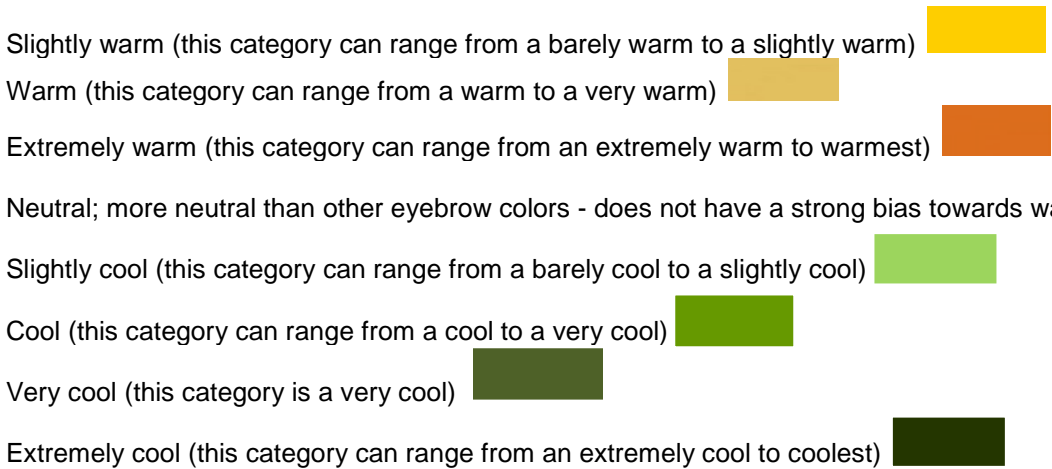 Slightly warm (this category can range from a barely warm to a slightly warm)
Warm (this category can range from a warm to a very warm)
Extremely warm (this category can range from an extremely warm to warmest)
Neutral; more neutral than other eyebrow colors - does not have a strong bias towards
Slightly cool (this category can range from a barely cool to a slightly cool)
Cool (this category can range from a cool to a very cool)
Very cool (this category is a very cool)
Extremely cool (this category can range from an extremely cool to coolest)